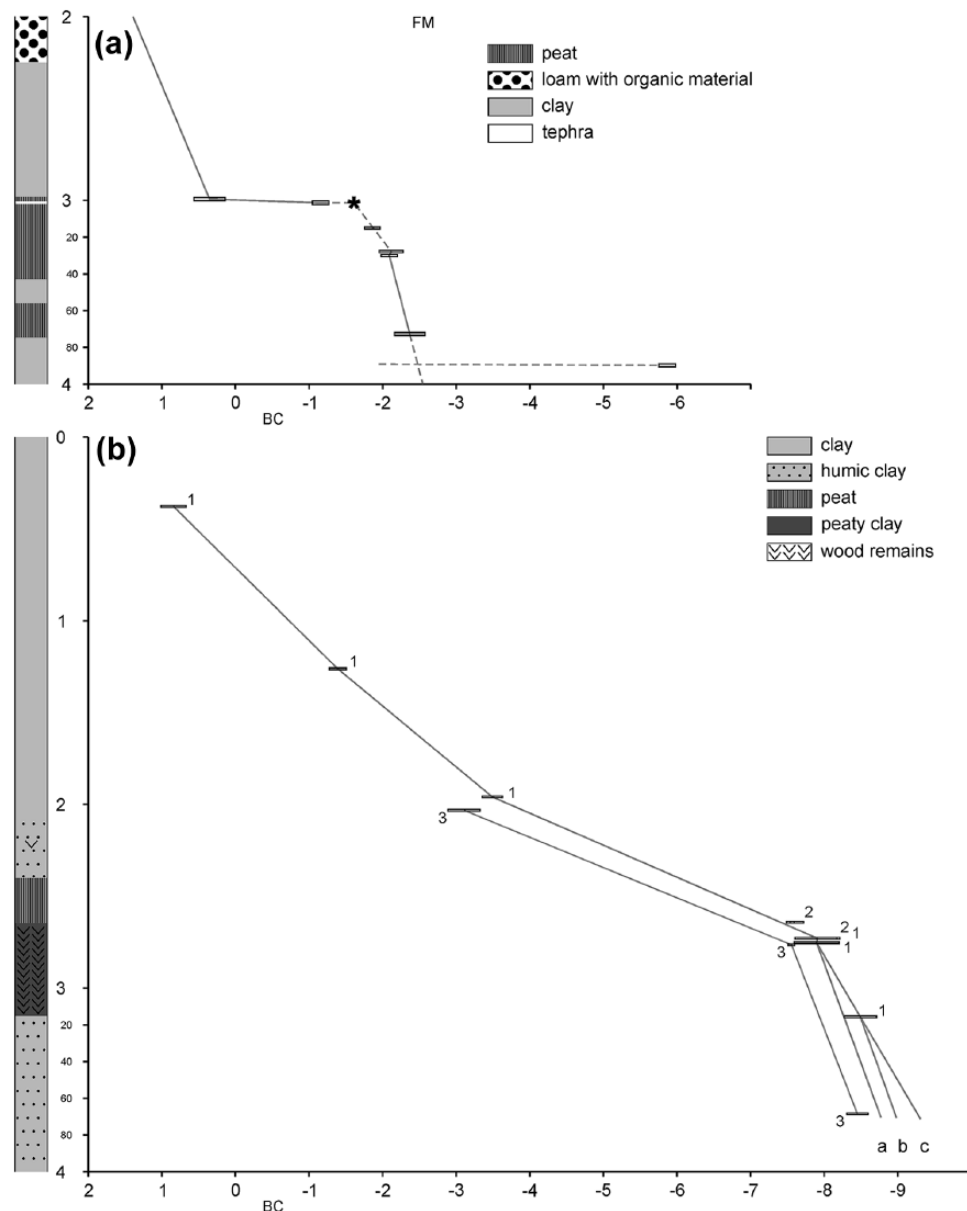 (a)
FM
peat
loam with organic material
clay
tephra
2
3
20
40
60
80
4
2 1 0 -1 -2 -3 -4 -5 -6
BC
*
(b)
clay
humic clay
peat
peaty clay
wood remains
0
1
1
1
2
1
3
2
2 1
3 1
3
1
20
40
60
3
80
a b c
4
2 1 0 -1 -2 -3 -4 -5 -6 -7 -8 -9
BC